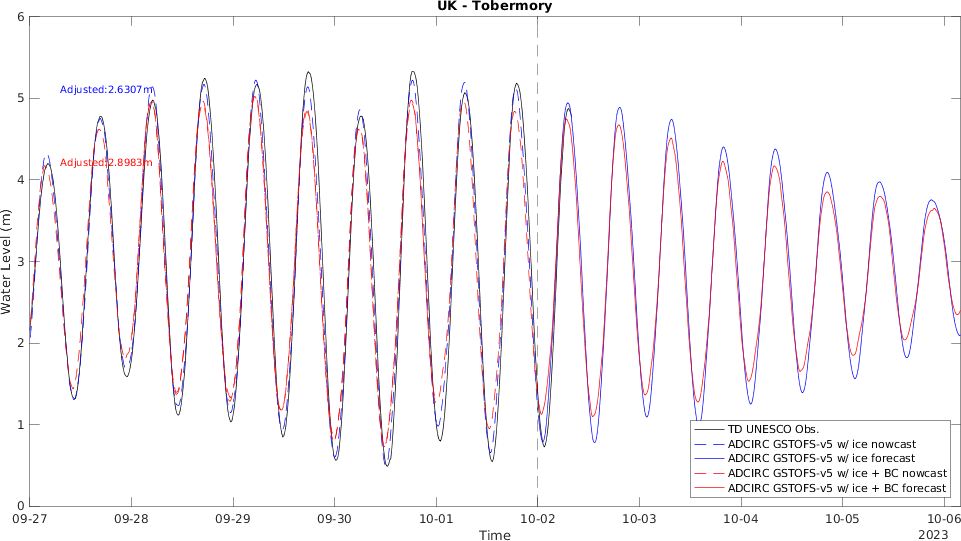 UK - Tobermory
6
5
4
3
2
1
0
Water Level (m)
Adjusted:2.6307m
Adjusted:2.8983m
TD UNESCO Obs.
ADCIRC GSTOFS-v5 w/ ice nowcast
ADCIRC GSTOFS-v5 w/ ice forecast
ADCIRC GSTOFS-v5 w/ ice + BC nowcast
ADCIRC GSTOFS-v5 w/ ice + BC forecast
09-27 09-28 09-29 09-30 10-01 10-02 10-03 10-04 10-05 10-06
Time
2023